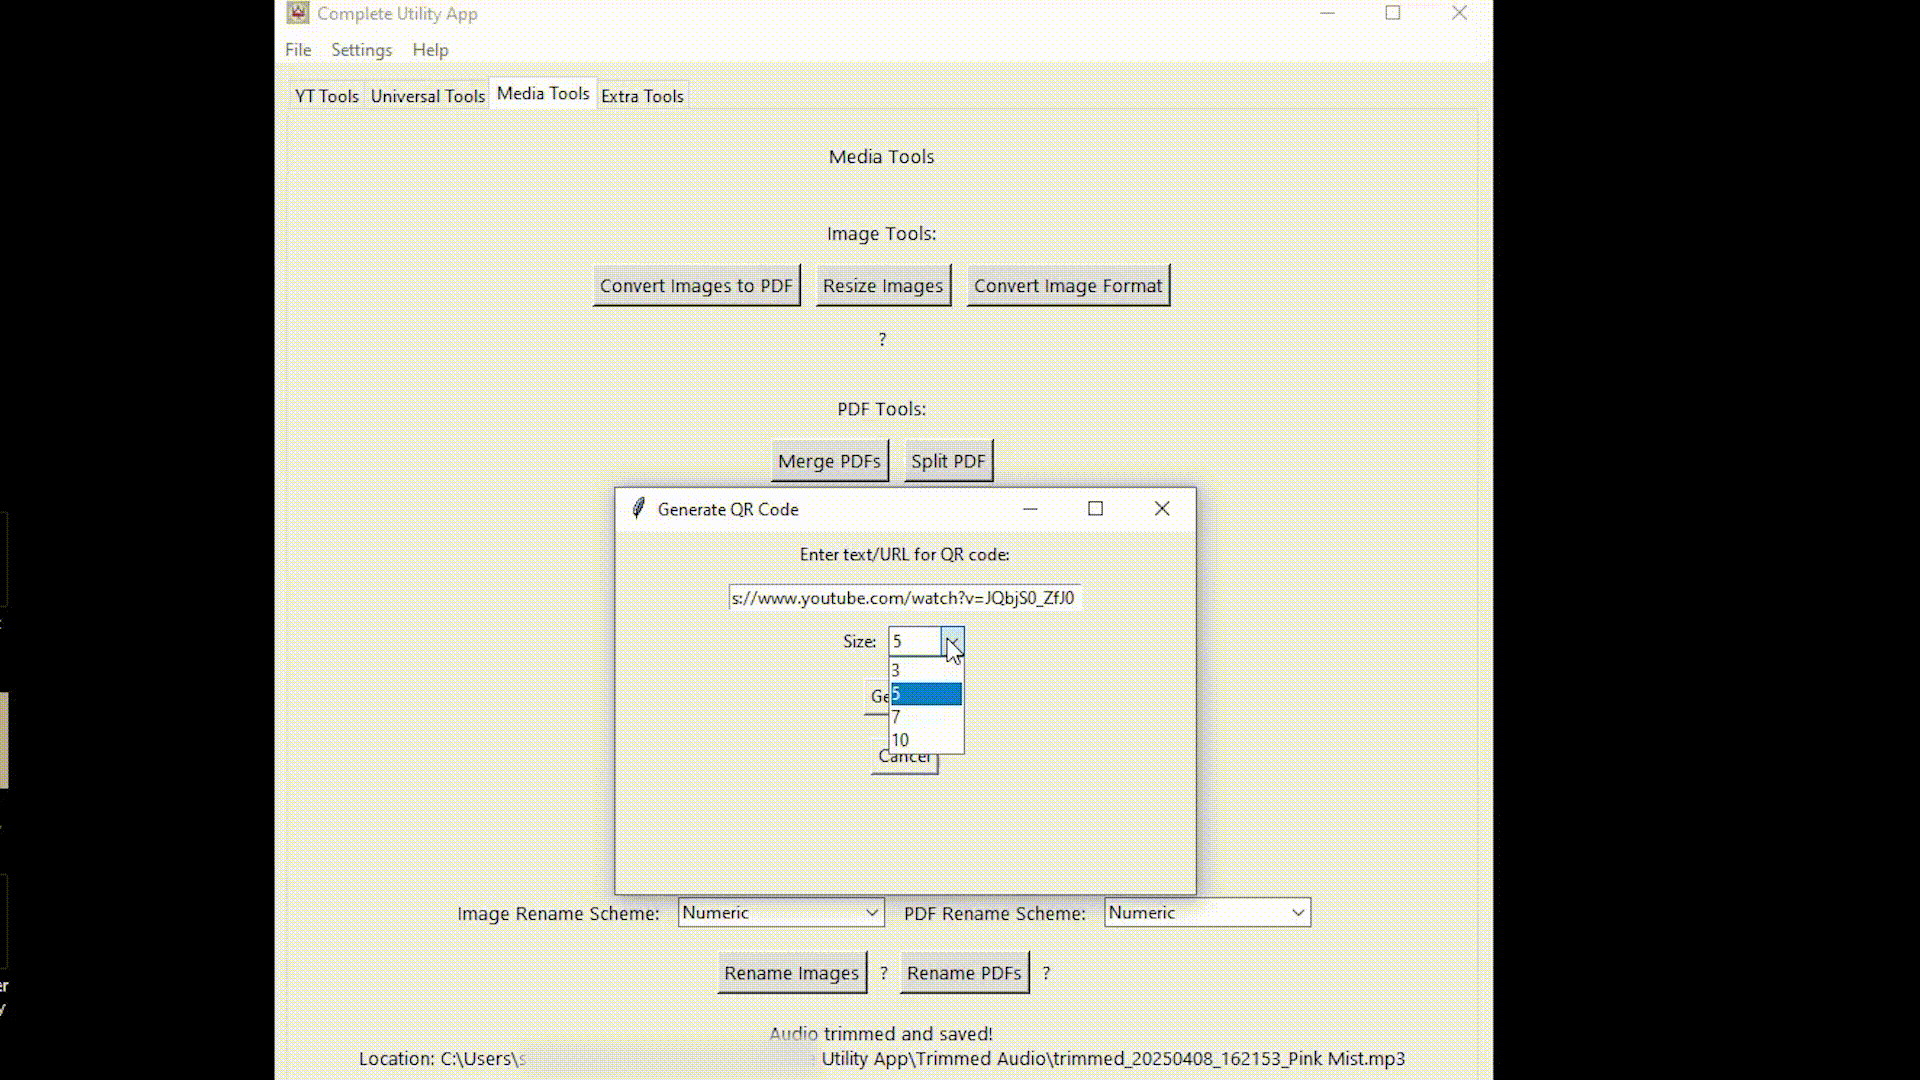 Complete Utility App
File Settings Help
YT Tools Universal Tools Media Tools Extra Tools
Media Tools
Image Tools:
Convert Images to PDF Resize Images Convert Image Format
?
PDF Tools:
Merge PDFs Split PDF
Generate QR Code
Enter text/URL for QR code:
s://www.youtube.com/watch?v=JQbjS0_ZfJ0
Size: 5
3
5
Ge
7
10
Cancel
Image Rename Scheme: Numeric PDF Rename Scheme: Numeric
Rename Images ? Rename PDFs ?
Audio trimmed and saved!
Location: C:\Users\s Utility App\Trimmed Audio\trimmed_20250408_162153_Pink Mist.mp3